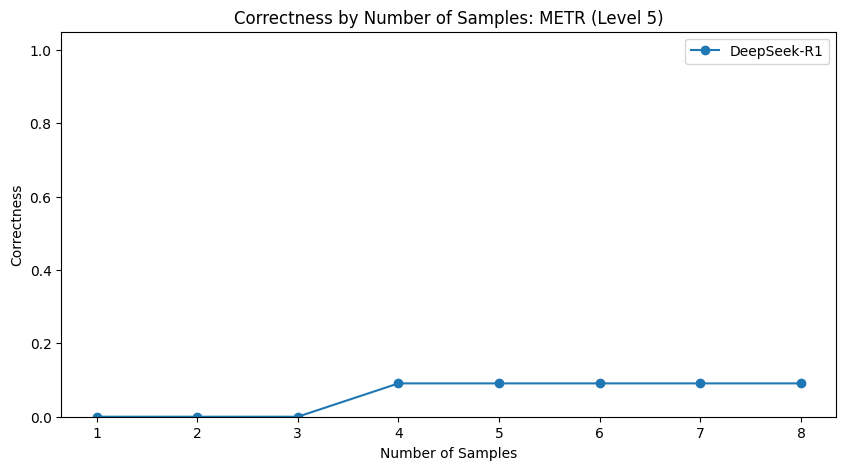 Correctness by Number of Samples: METR (Level 5)
DeepSeek-R1
1.0
0.8
0.6
0.4
0.2
0.0
Correctness
1 2 3 4 5 6 7 8
Number of Samples